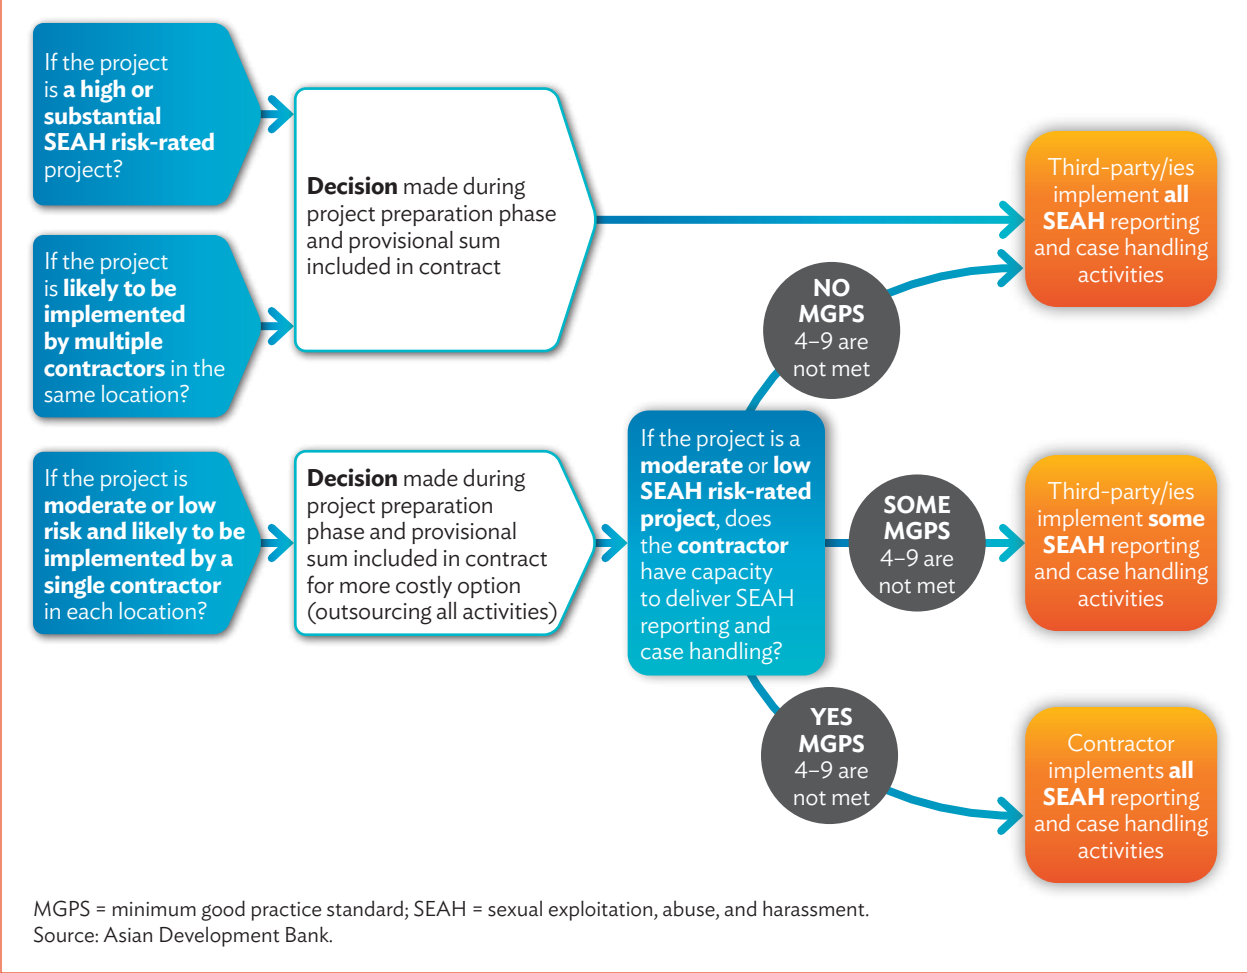 If the project
is a high or
substantial
SEAH risk-rated
project?
If the project
is likely to be
implemented
by multiple
contractors in the
same location?
Decision made during
project preparation phase
and provisional sum
included in contract
Third-party/ies
implement all
SEAH reporting
and case handling
activities
NO
MGPS
4–9 are
not met
If the project is
moderate or low
risk and likely to be
implemented by a
single contractor
in each location?
Decision made during
project preparation
phase and provisional
sum included in contract
for more costly option
(outsourcing all activities)
If the project is a
moderate or low
SEAH risk-rated
project, does
the contractor
have capacity
to deliver SEAH
reporting and
case handling?
SOME
MGPS
4–9 are
not met
Third-party/ies
implement some
SEAH reporting
and case handling
activities
YES
MGPS
4–9 are
not met
Contractor
implements all
SEAH reporting
and case handling
activities
MGPS = minimum good practice standard; SEAH = sexual exploitation, abuse, and harassment.
Source: Asian Development Bank.